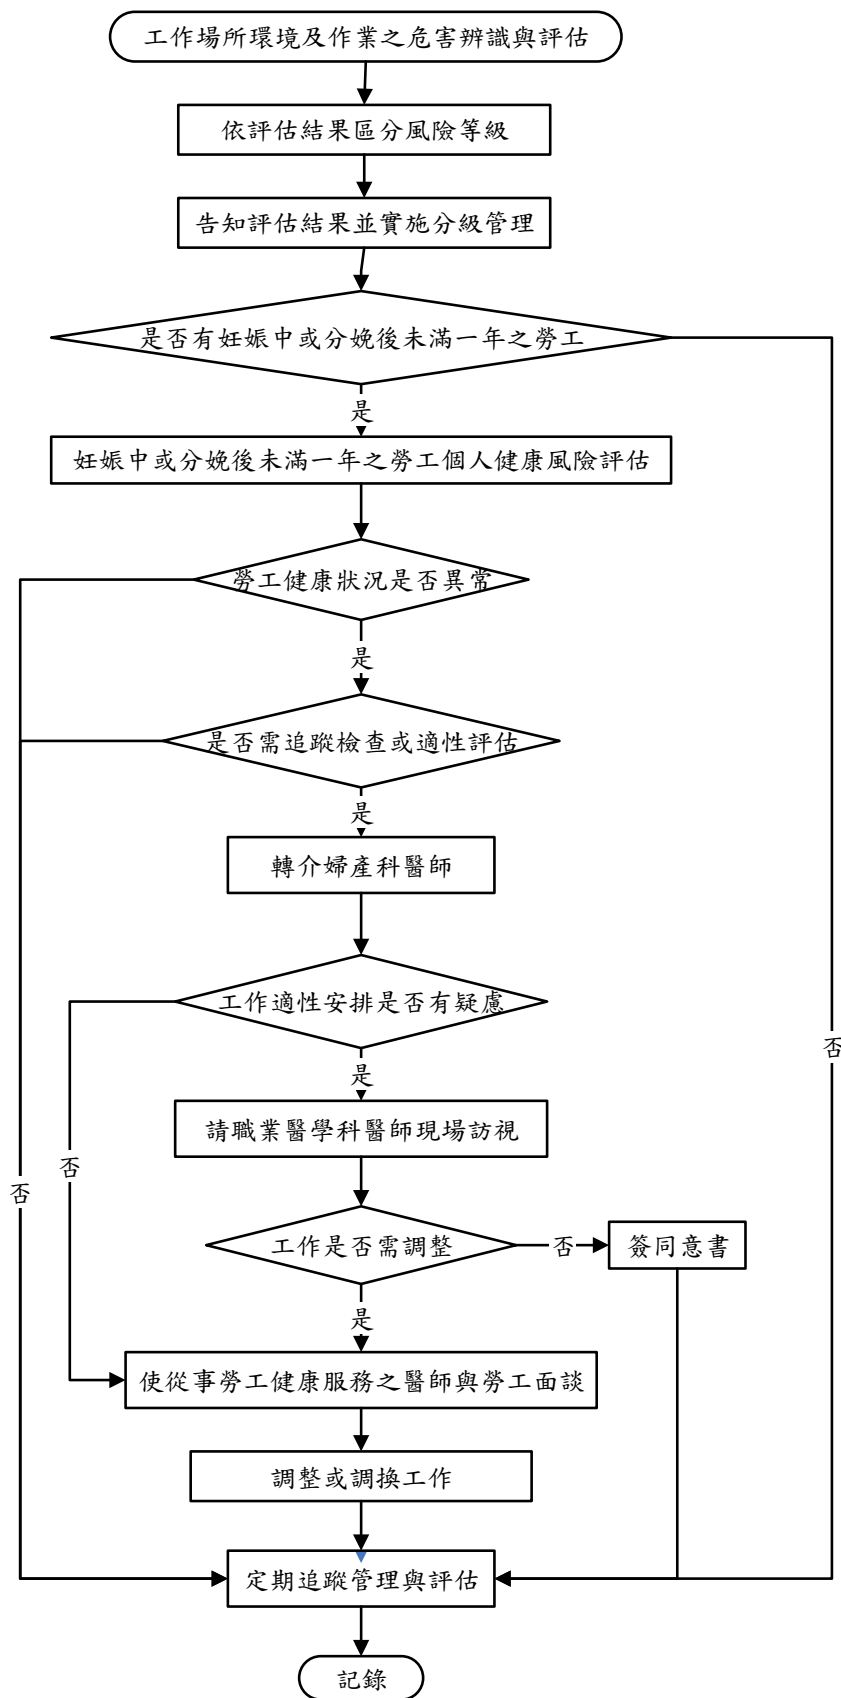 工作場所環境及作業之危害辨識與評估
依評估結果區分風險等級
告知評估結果並實施分級管理
是否有妊娠中或分娩後未滿一年之勞工
是
妊娠中或分娩後未滿一年之勞工個人健康風險評估
勞工健康狀況是否異常
是
是否需追蹤檢查或適性評估
是
轉介婦產科醫師
工作適性安排是否有疑慮
否
是
請職業醫學科醫師現場訪視
否
否
工作是否需調整
否
簽同意書
是
使從事勞工健康服務之醫師與勞工面談
調整或調換工作
定期追蹤管理與評估
記錄